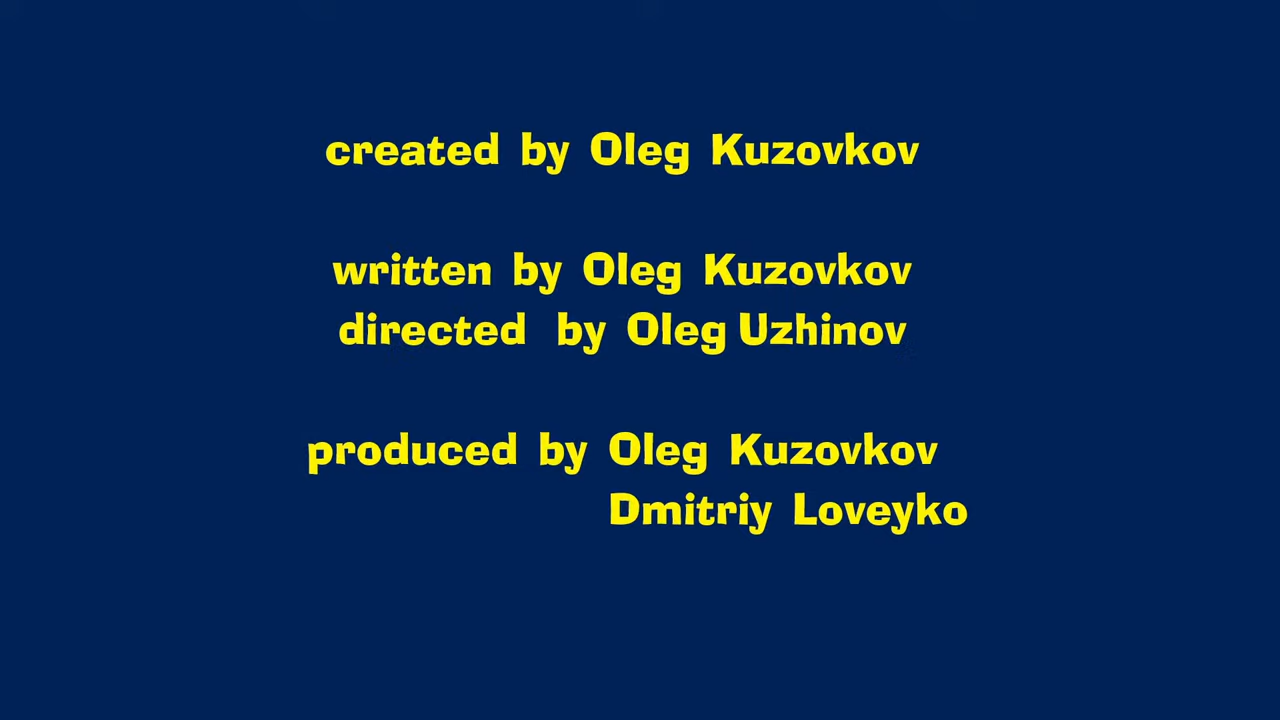 created by Oleg Kuzovkov
written by Oleg Kuzovkov
directed by Oleg Uzhinov
produced by Oleg Kuzovkov
Dmitriy Loveyko